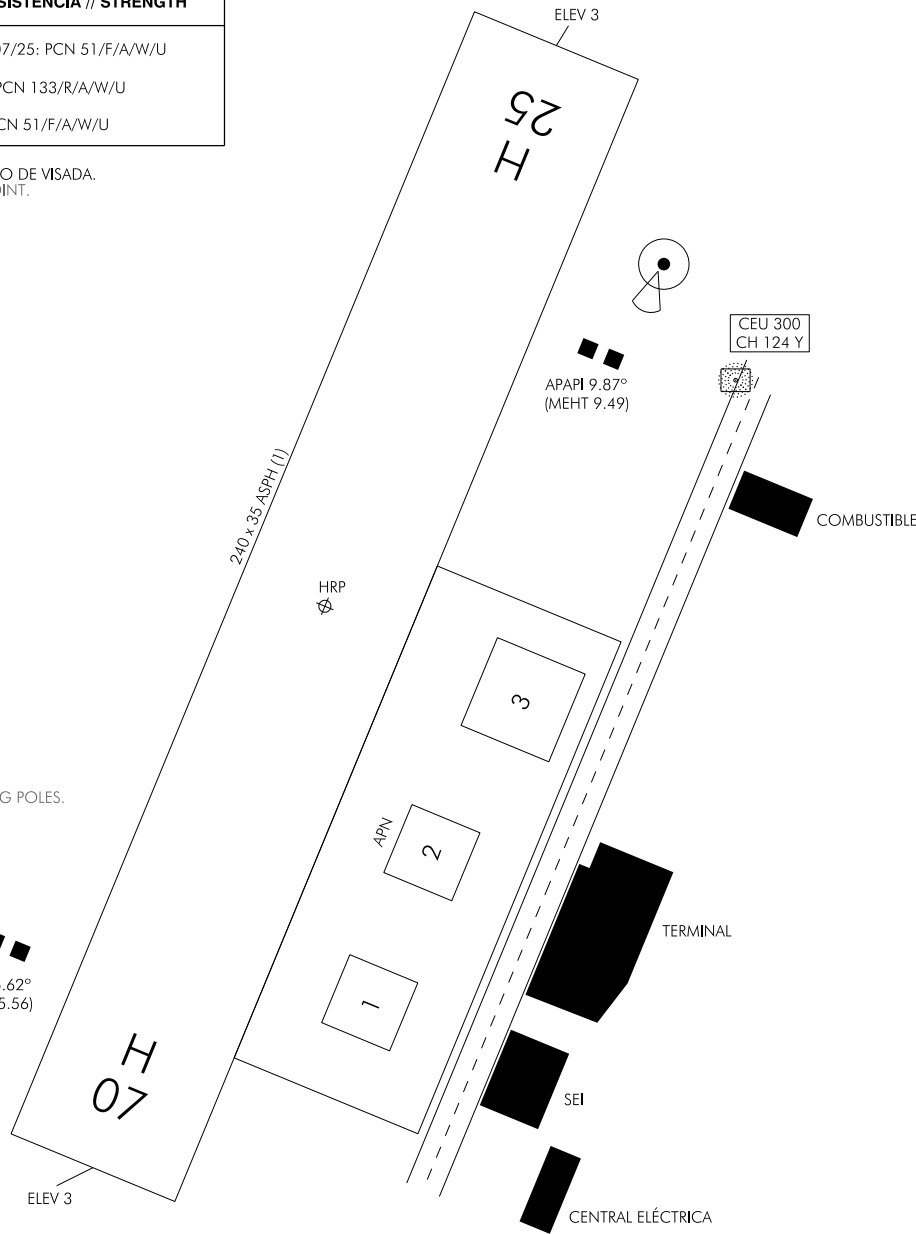 SISTENCIA // STRENGTH
07/25: PCN 51/F/A/W/U
PCN 133/R/A/W/U
CN 51/F/A/W/U
O DE VISADA.
OINT.
ELEV 3
25
H
CEU 300
CH 124 Y
APAPI 9.87°
(MEHT 9.49)
COMBUSTIBLE
240 x 35 ASPH (1)
HRP
3
G POLES.
APN
2
TERMINAL
.62°
5.56)
1
H
07
SEI
ELEV 3
CENTRAL ELÉCTRICA